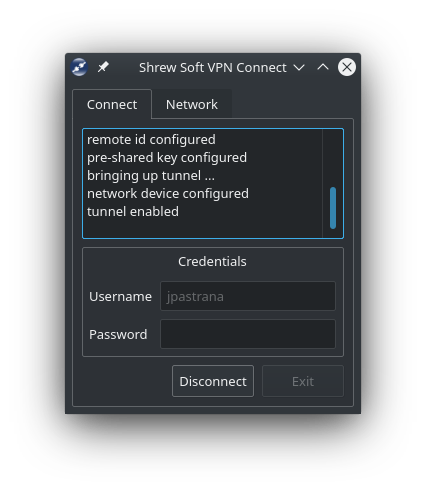 Shrew Soft VPN Connect
Connect
Network
remote id configured
pre-shared key configured
bringing up tunnel ...
network device configured
tunnel enabled
Credentials
Username
jpastrana
Password
Disconnect
Exit